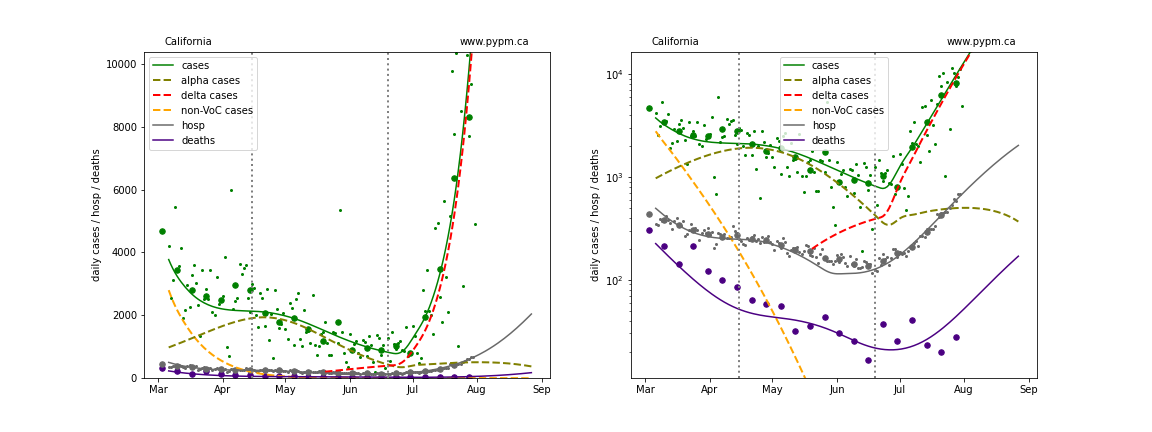 California www.pypm.ca
daily cases / hosp / deaths
10000
8000
6000
4000
2000
0
cases
alpha cases
delta cases
non-VoC cases
hosp
deaths
Mar Apr May Jun Jul Aug Sep
California www.pypm.ca
daily cases / hosp / deaths
10^4
10^3
10^2
cases
alpha cases
delta cases
non-VoC cases
hosp
deaths
Mar Apr May Jun Jul Aug Sep